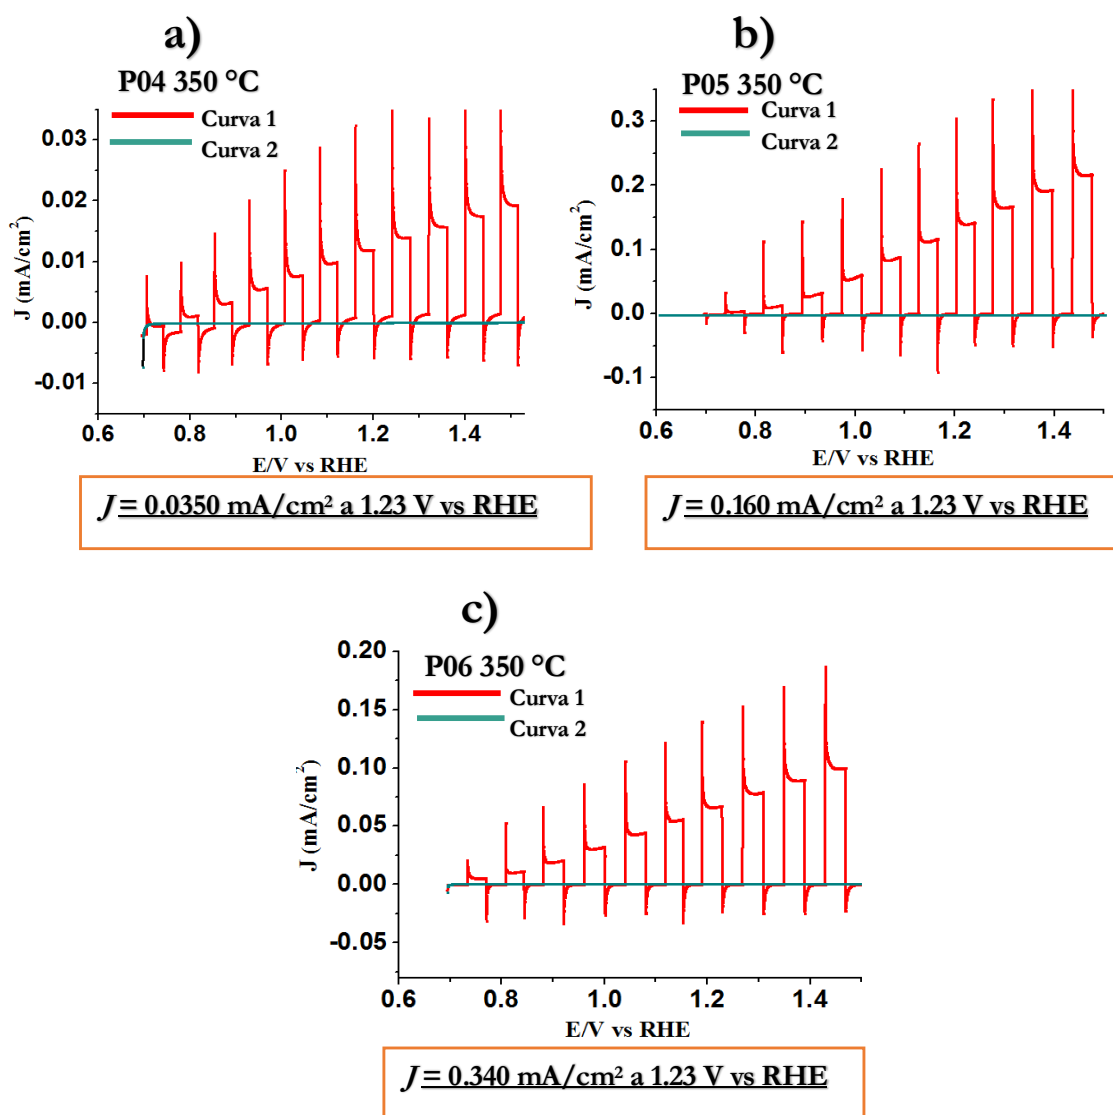 a)
P04 350 °C
Curva 1
Curva 2
0.03
0.02
0.01
0.00
-0.01
J (mA/cm²)
0.6 0.8 1.0 1.2 1.4
E/V vs RHE
J = 0.0350 mA/cm² a 1.23 V vs RHE
b)
P05 350 °C
Curva 1
Curva 2
0.3
0.2
0.1
0.0
-0.1
J (mA/cm²)
0.6 0.8 1.0 1.2 1.4
E/V vs RHE
J = 0.160 mA/cm² a 1.23 V vs RHE
c)
P06 350 °C
Curva 1
Curva 2
0.20
0.15
0.10
0.05
0.00
-0.05
J (mA/cm²)
0.6 0.8 1.0 1.2 1.4
E/V vs RHE
J = 0.340 mA/cm² a 1.23 V vs RHE